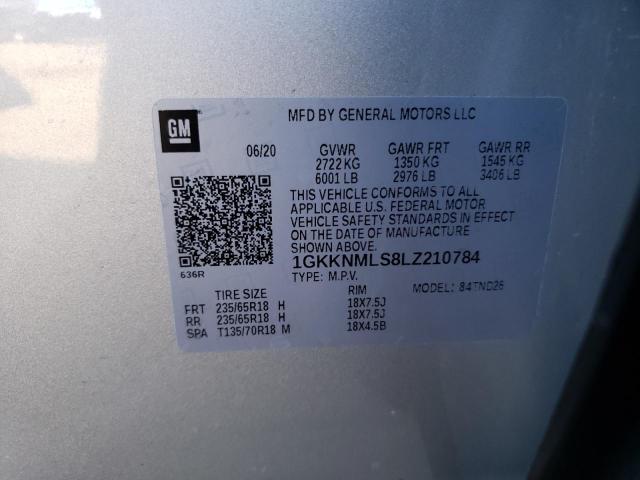 MFD BY GENERAL MOTORS LLC
GM
06/20 GVWR GAWR FRT GAWR RR
2722 KG 1350 KG 1545 KG
6001 LB 2976 LB 3406 LB
THIS VEHICLE CONFORMS TO ALL
APPLICABLE U.S. FEDERAL MOTOR
VEHICLE SAFETY STANDARDS IN EFFECT
ON THE DATE OF MANUFACTURE
SHOWN ABOVE.
1GKKNMLS8LZ210784
636R
TYPE: M.P.V. MODEL: 84TND26
TIRE SIZE RIM
FRT 235/65R18 H 18X7.5J
RR 235/65R18 H 18X7.5J
SPA T135/70R18 M 18X4.5B